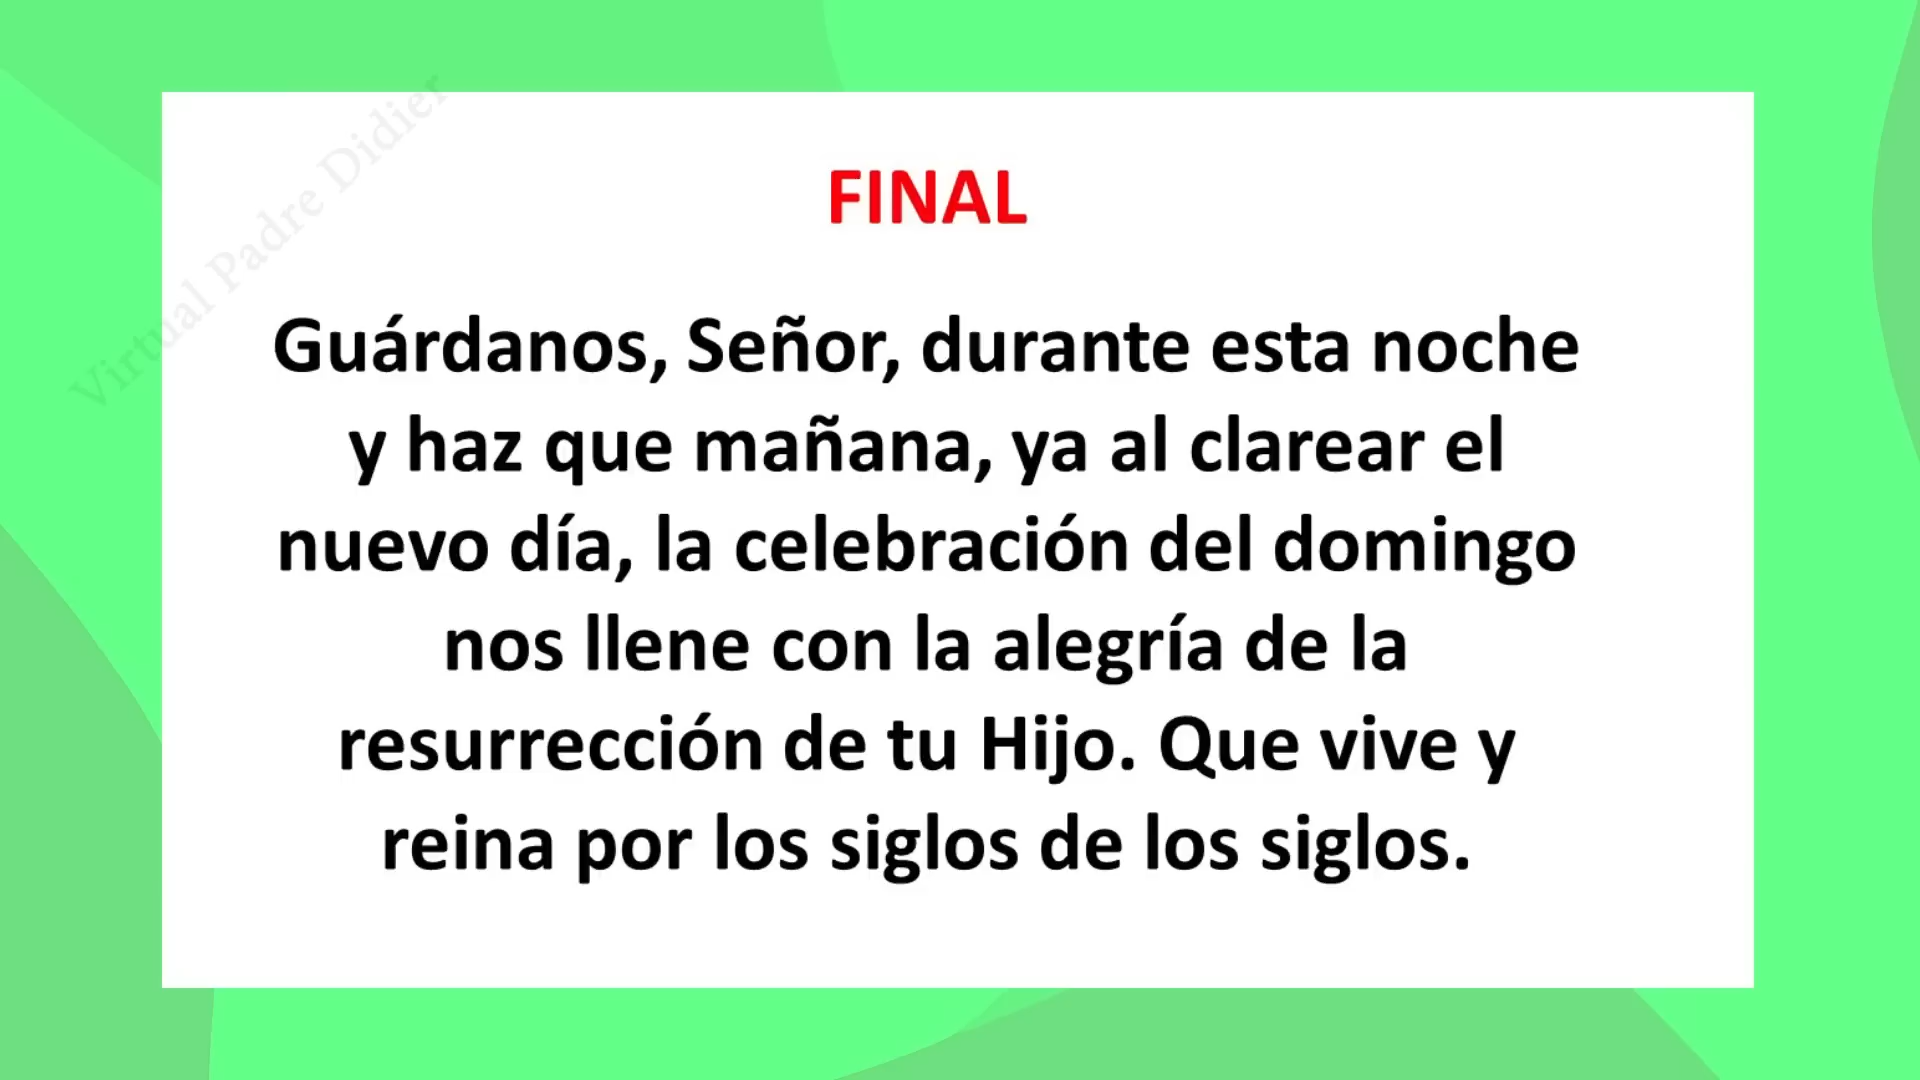 Virtual Padre Didier
FINAL
Guárdanos, Señor, durante esta noche
y haz que mañana, ya al clarear el
nuevo día, la celebración del domingo
nos llene con la alegría de la
resurrección de tu Hijo. Que vive y
reina por los siglos de los siglos.